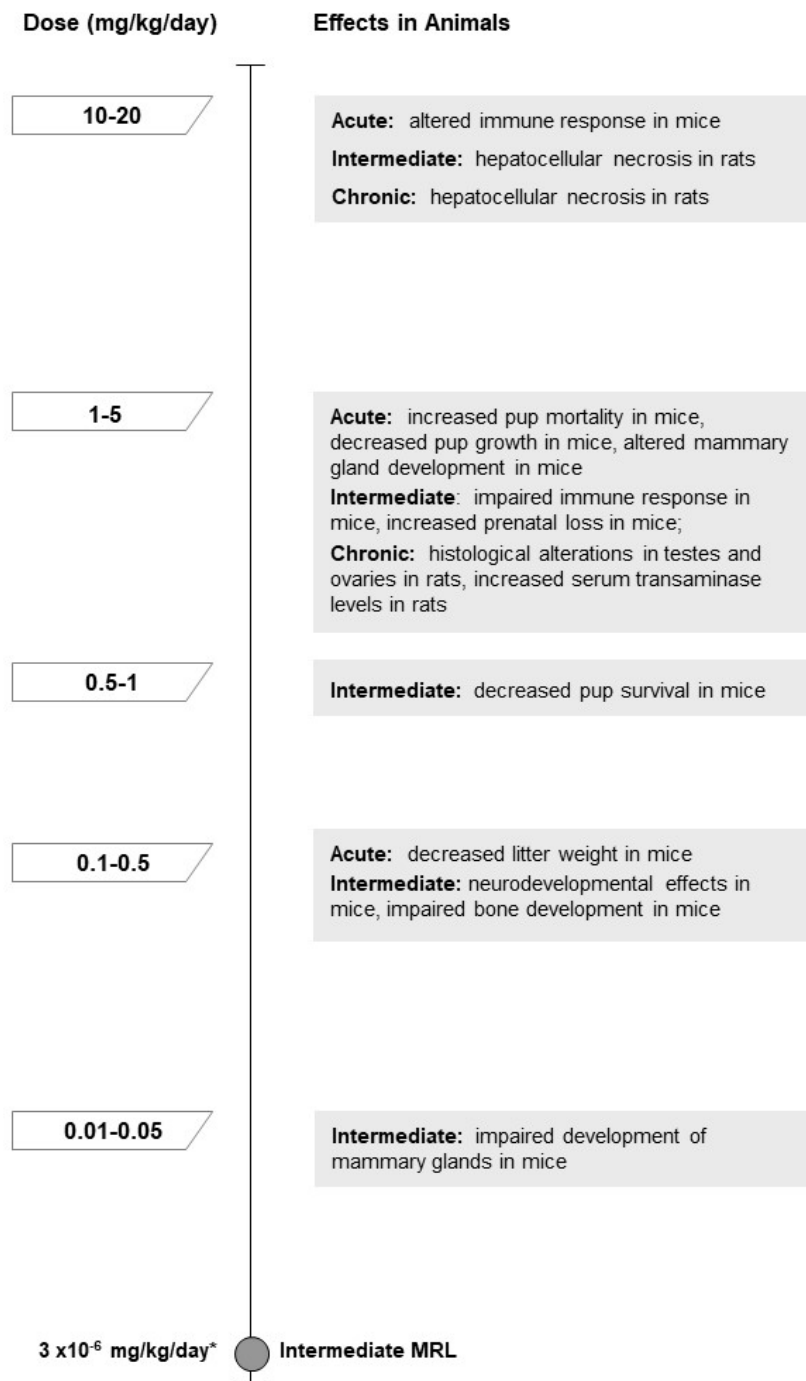 Dose (mg/kg/day) Effects in Animals
10-20
Acute: altered immune response in mice
Intermediate: hepatocellular necrosis in rats
Chronic: hepatocellular necrosis in rats
1-5
Acute: increased pup mortality in mice,
decreased pup growth in mice, altered mammary
gland development in mice
Intermediate: impaired immune response in
mice, increased prenatal loss in mice;
Chronic: histological alterations in testes and
ovaries in rats, increased serum transaminase
levels in rats
0.5-1
Intermediate: decreased pup survival in mice
0.1-0.5
Acute: decreased litter weight in mice
Intermediate: neurodevelopmental effects in
mice, impaired bone development in mice
0.01-0.05
Intermediate: impaired development of
mammary glands in mice
3 x10⁻⁶ mg/kg/day* Intermediate MRL